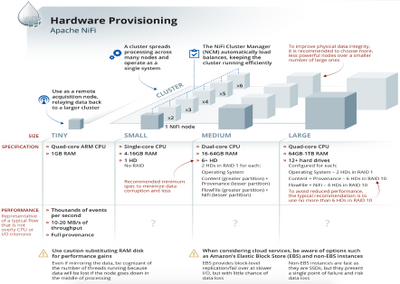 Hardware Provisioning
Apache NiFi
A cluster spreads
processing across
many nodes and
operate as a
single system
The NiFi Cluster Manager
(NCM) automatically load
balances, keeping the
cluster running efficiently
To improve physical data integrity,
it is recommended to choose more,
less powerful nodes over a smaller
number of large ones
Use as a remote
acquisition node,
relaying data back
to a larger cluster
CLUSTER
x6
x5
x4
x3
x2
1 NiFi node
SIZE
TINY
SMALL
MEDIUM
LARGE
SPECIFICATION
Quad-core ARM CPU
1GB RAM
Single-core CPU
4-16GB RAM
1 HD
No RAID
Recommended minimum
spec to minimize data
corruption and loss
Dual-core CPU
16-64GB RAM
6+ HD
2 HDs in RAID 1 for each:
Operating System
Content (greater partition) +
Provenance (lesser partition)
FlowFile (greater partition) +
NiFi (lesser partition)
Quad-core CPU
64GB-1TB RAM
12+ hard drives
Configured for each:
Operating System – 2 HDs in RAID 1
Content + Provenance – 6 HDs in RAID 10
FlowFile + NiFi – 4 HDs in RAID 10
To avoid reduced performance,
the typical recommendation is to
use no more than 6 HDs in RAID 10
PERFORMANCE
Representative
of a typical flow
that is not
overly CPU or
I/O intensive
Thousands of events
per second
10-20 MB/s of
throughput
Full provenance
?
?
?
Use caution substituting RAM disk
for performance gains
Even if mirroring the data, be cognizant of
the number of threads running because
data will be lost if the node goes down in
the middle of processing
When considering cloud services, be aware of options such
as Amazon's Elastic Block Store (EBS) and non-EBS instances
EBS provides block-level
replication/fail over at slower
I/O, but with little chance of
data loss
Non-EBS instances are fast as
they are SSDs, but they present
a single point of failure and risk
data loss